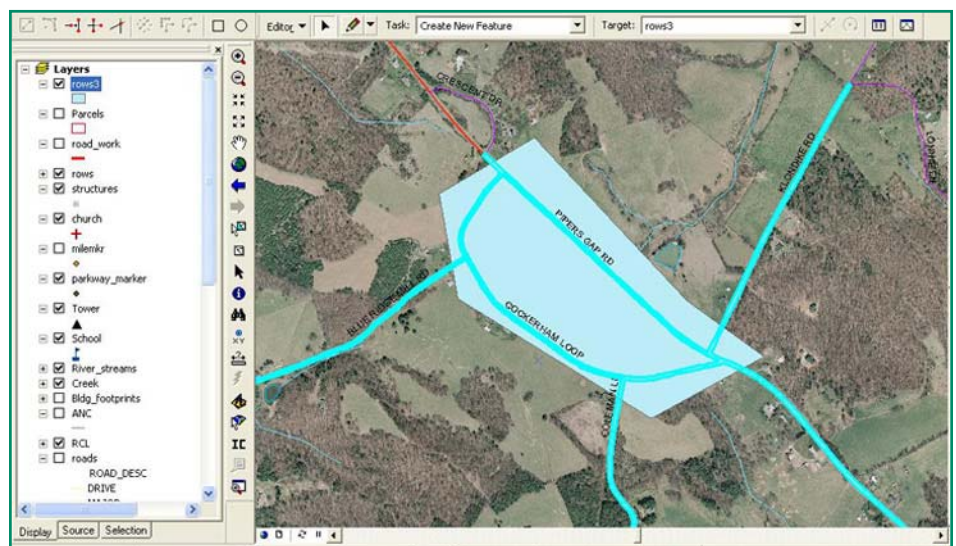 Editor
Task:
Create New Feature
Target:
rows3
Layers
rows3
Parcels
road_work
rows
structures
church
milemkr
parkway_marker
Tower
School
River_streams
Creek
Bldg_footprints
ANC
RCL
roads
ROAD_DESC
DRIVE
Display
Source
Selection
XY
IC
CRESCENT DR
KLONDIKE RD
PIPERS GAP RD
COCKERHAM LOOP